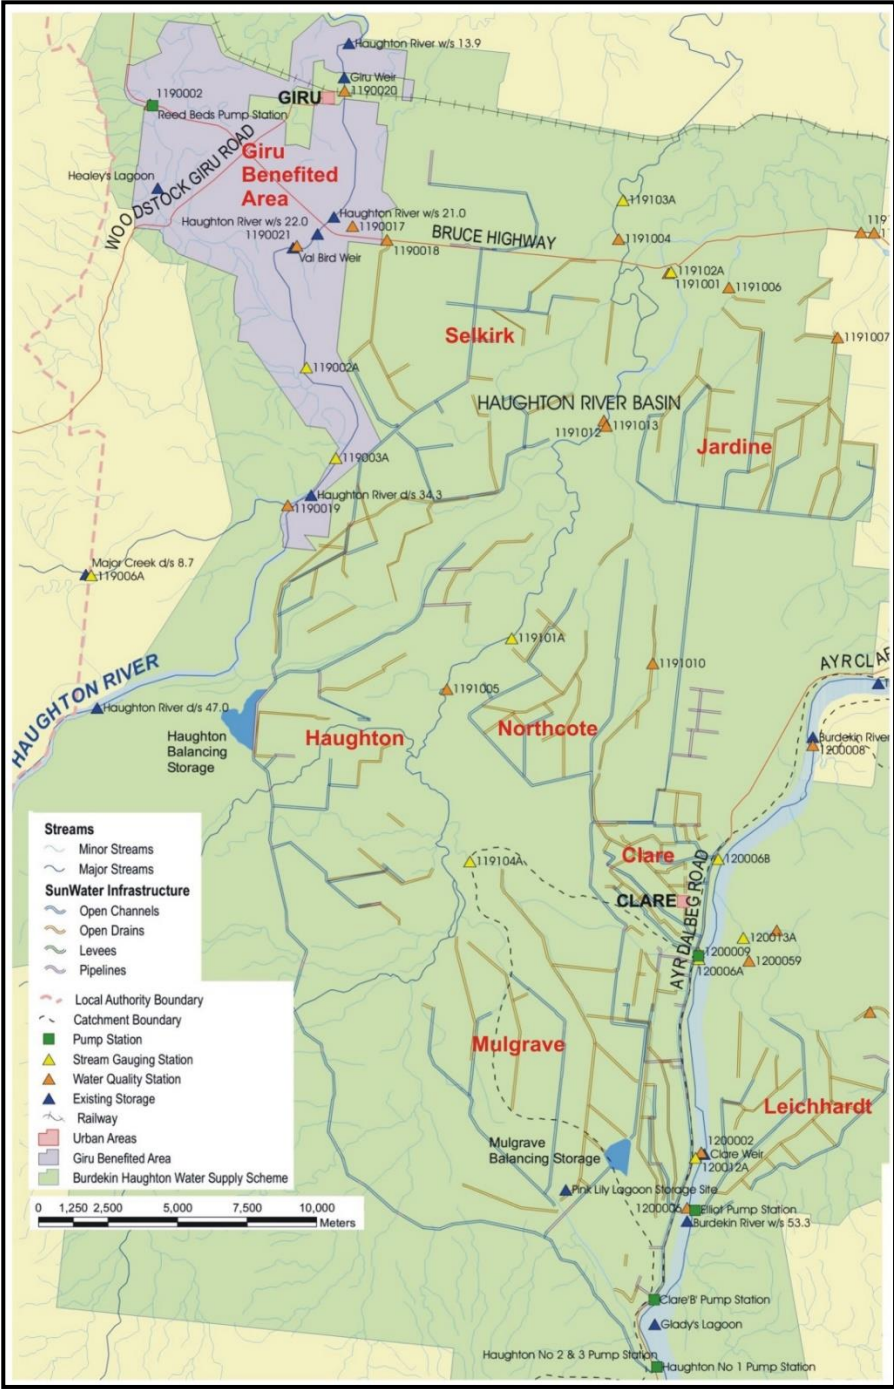 Haughton River w/s 13.9
Giru Weir
1190020
GIRU
1190002
Reed Beds Pump Station
WOODSTOCK GIRU ROAD
Giru
Benefited
Area
Healey's Lagoon
Haughton River w/s 21.0
Haughton River w/s 22.0
1190017
1190021
Val Bird Weir
1190018
BRUCE HIGHWAY
119103A
1191004
119102A
1191001
1191006
1191007
Selkirk
119002A
HAUGHTON RIVER BASIN
1191012
1191013
Jardine
119003A
Haughton River d/s 34.3
1190019
Major Creek d/s 8.7
119006A
119101A
1191010
1191005
HAUGHTON RIVER
Haughton River d/s 47.0
Haughton
Balancing
Storage
Haughton
Northcote
Burdekin River
1200008
Clare
CLARE
AYR DALBEG ROAD
120006B
119104A
120013A
1200009
1200059
120006A
Mulgrave
Leichhardt
Mulgrave
Balancing Storage
1200002
Clare Weir
120012A
Pink Lily Lagoon Storage Site
1200006
Elliot Pump Station
Burdekin River w/s 53.3
Clare'B' Pump Station
Glady's Lagoon
Haughton No 2 & 3 Pump Station
Haughton No 1 Pump Station
Streams
Minor Streams
Major Streams
SunWater Infrastructure
Open Channels
Open Drains
Levees
Pipelines
Local Authority Boundary
Catchment Boundary
Pump Station
Stream Gauging Station
Water Quality Station
Existing Storage
Railway
Urban Areas
Giru Benefited Area
Burdekin Haughton Water Supply Scheme
0 1,250 2,500 5,000 7,500 10,000
Meters